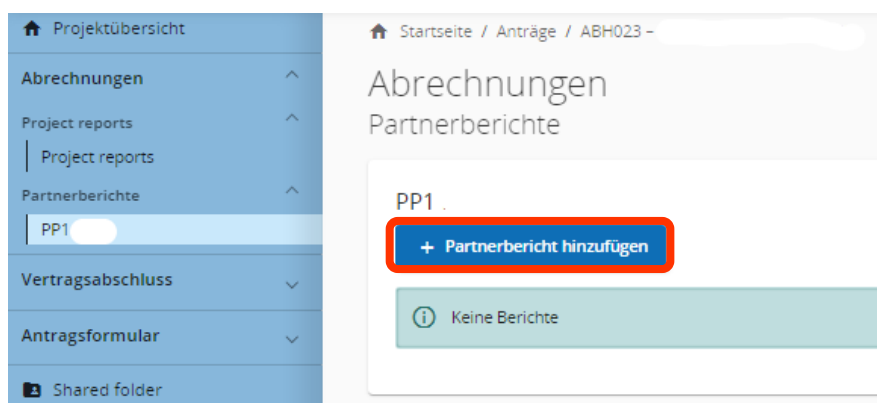 Projektübersicht
Abrechnungen
Project reports
Project reports
Partnerberichte
PP1
Vertragsabschluss
Antragsformular
Shared folder
Startseite / Anträge / ABH023 –
Abrechnungen
Partnerberichte
PP1
+ Partnerbericht hinzufügen
Keine Berichte